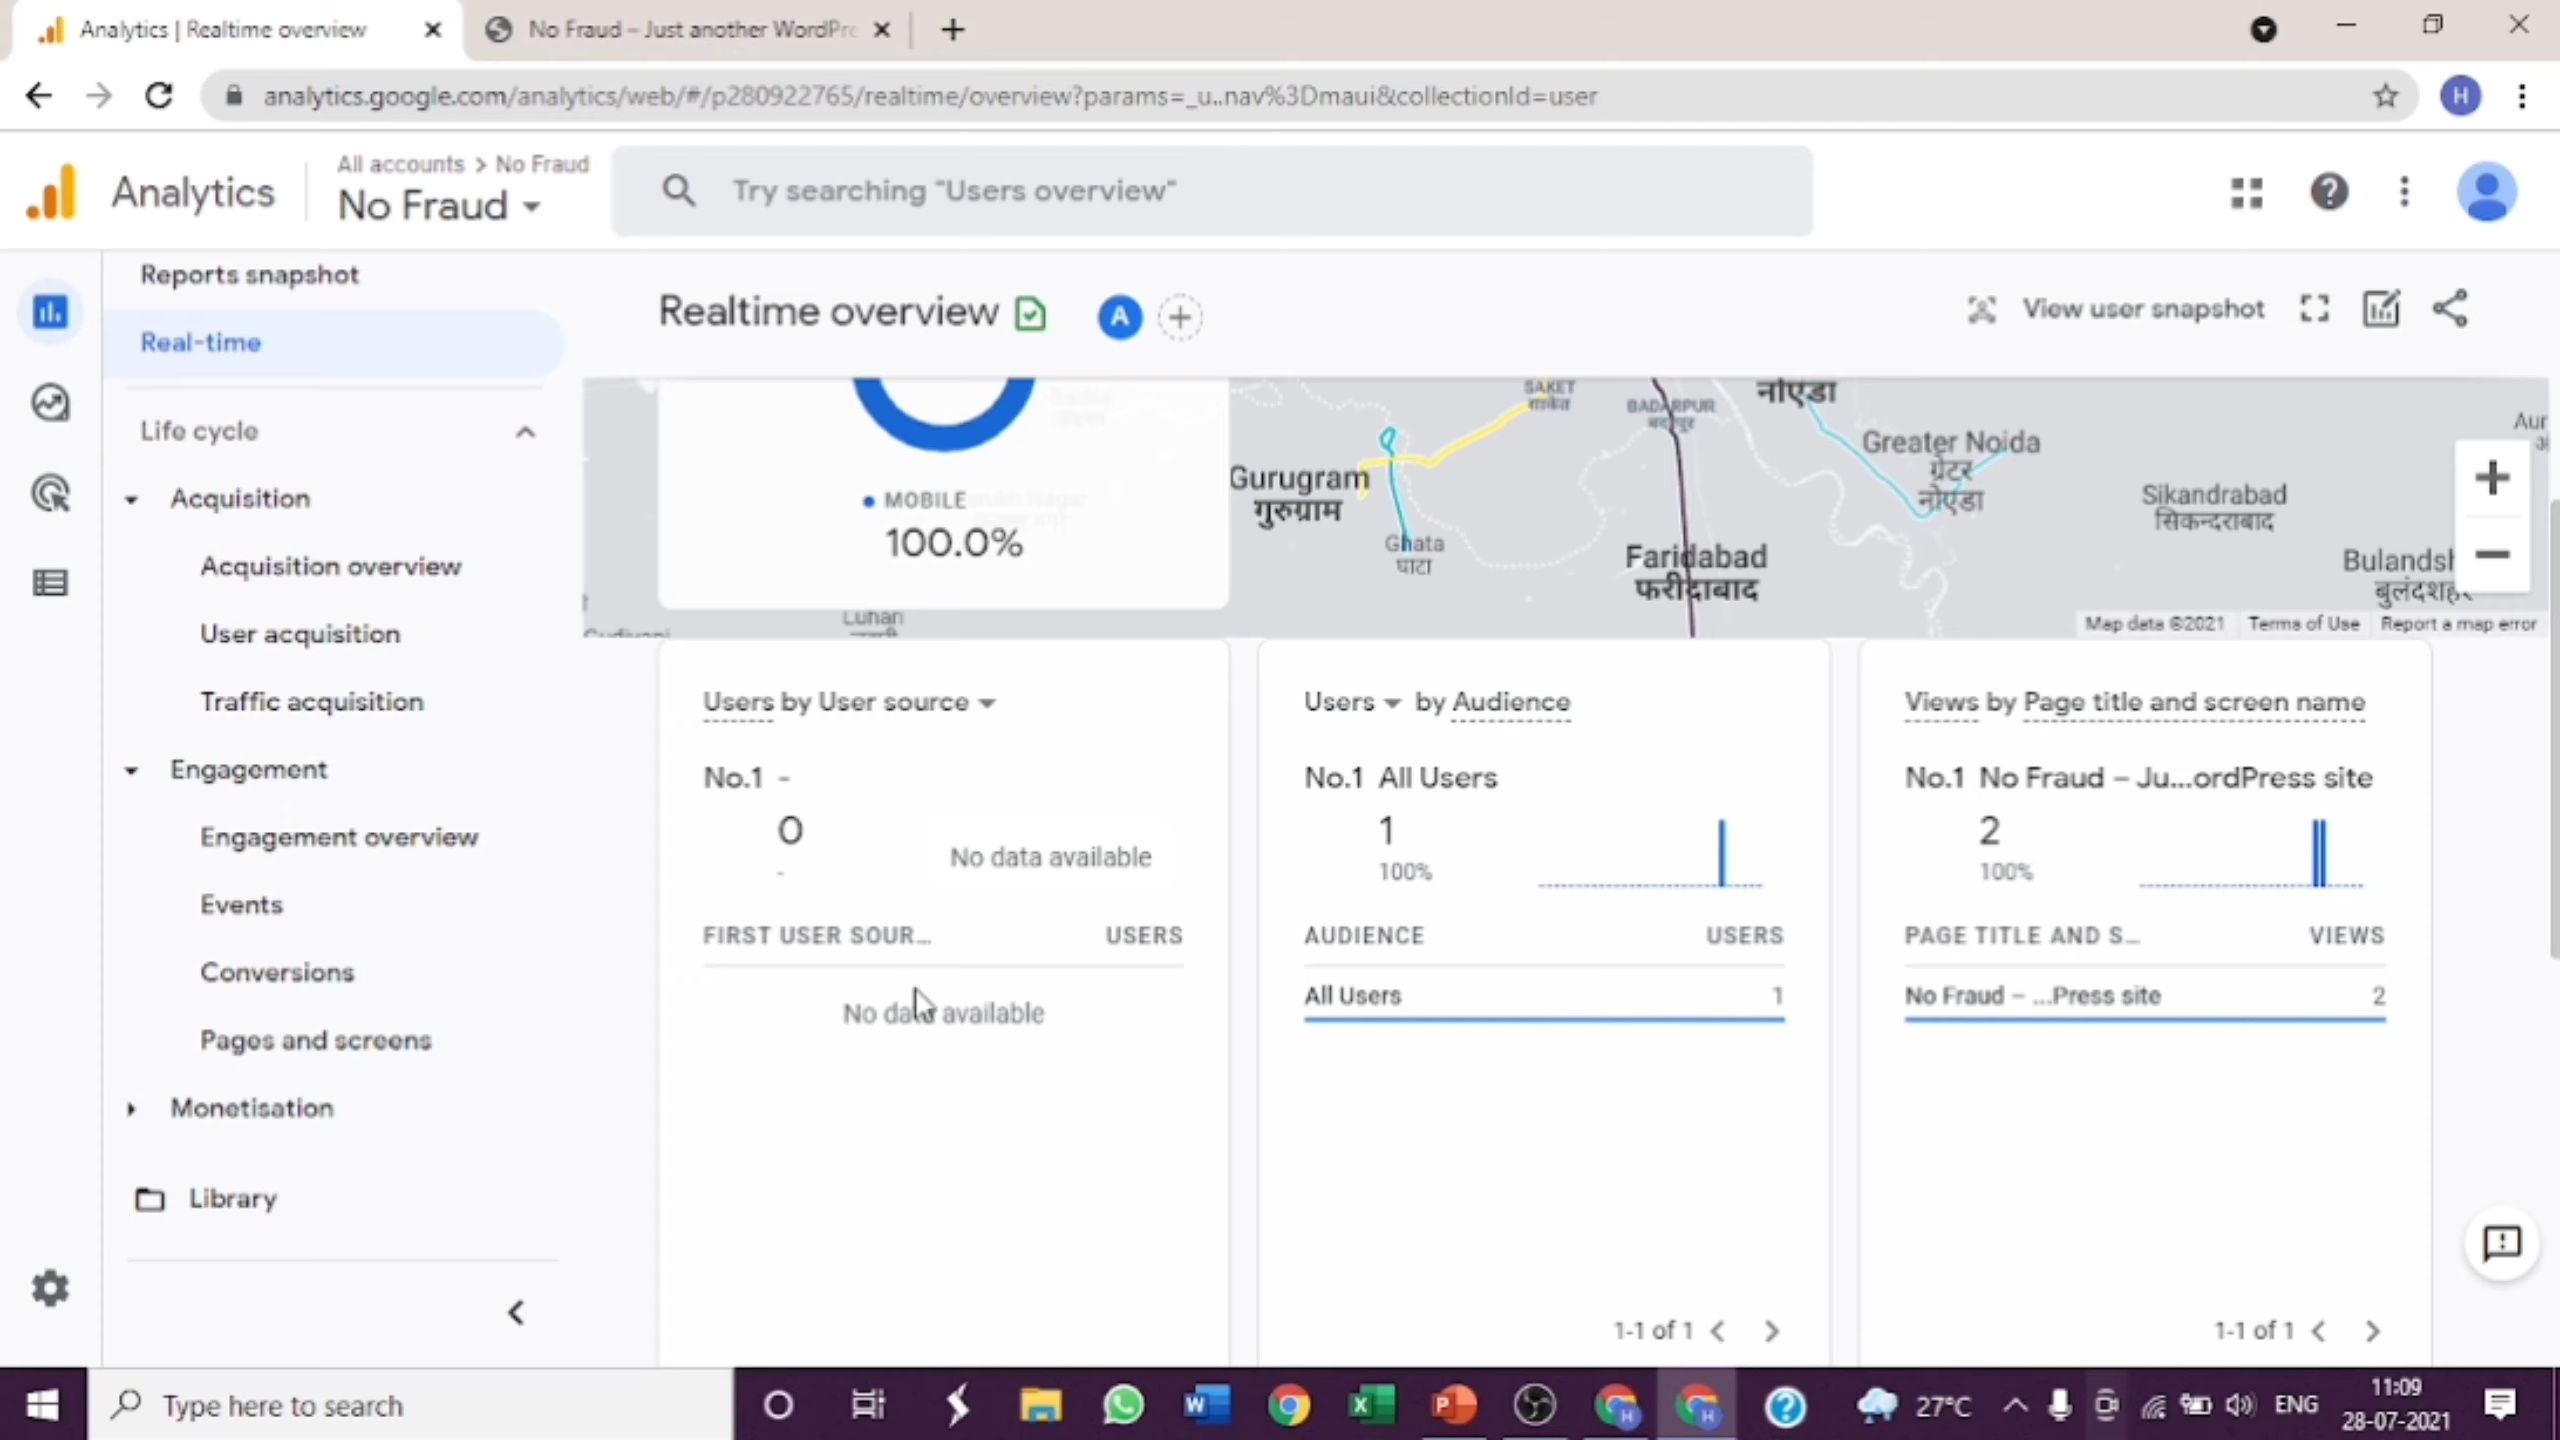 Analytics | Realtime overview
No Fraud – Just another WordPre
analytics.google.com/analytics/web/#/p280922765/realtime/overview?params=_u..nav%3Dmaui&collectionId=user
H
Analytics
All accounts > No Fraud
No Fraud
Try searching "Users overview"
Reports snapshot
Real-time
Life cycle
Acquisition
Acquisition overview
User acquisition
Traffic acquisition
Engagement
Engagement overview
Events
Conversions
Pages and screens
Monetisation
Library
Realtime overview
A
View user snapshot
MOBILE
100.0%
Luhari
SAKET
साकेत
BADARPUR
बदरपुर
नोएडा
Greater Noida
ग्रेटर
नोएडा
Gurugram
गुरुग्राम
Ghata
घाटा
Faridabad
फरीदाबाद
Sikandrabad
सिकन्दराबाद
Aur
Bulandsh
बुलंदशहर
Map data ©2021
Terms of Use
Report a map error
Users by User source
No.1 -
0
-
No data available
FIRST USER SOUR... USERS
No data available
Users by Audience
No.1 All Users
1
100%
AUDIENCE USERS
All Users 1
1-1 of 1
Views by Page title and screen name
No.1 No Fraud – Ju...ordPress site
2
100%
PAGE TITLE AND S... VIEWS
No Fraud – ...Press site 2
1-1 of 1
Type here to search
27°C
ENG
11:09
28-07-2021